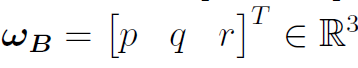 𝝎_𝑩 = [p q r]^T ∈ ℝ^3